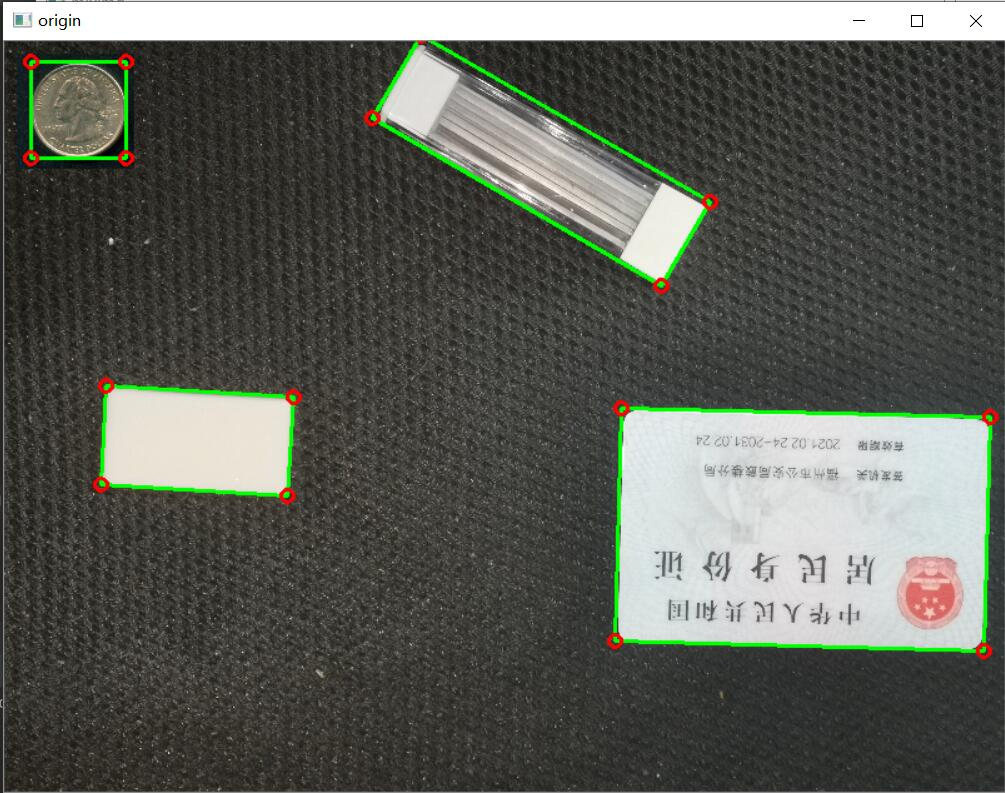 origin
中华人民共和国
居民身份证
签发机关 福州市公安局鼓楼分局
有效期限 2021.02.24-2031.02.24